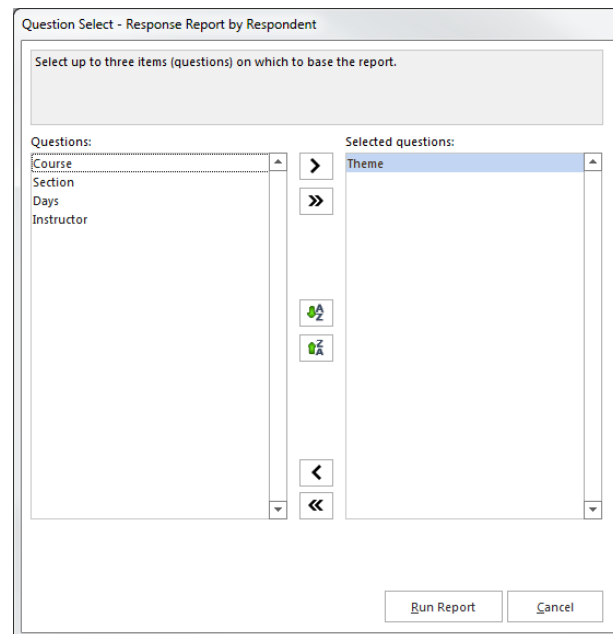 Question Select - Response Report by Respondent
Select up to three items (questions) on which to base the report.
Questions:
Selected questions:
Course
Section
Days
Instructor
Theme
A
Z
Z
A
Run Report
Cancel